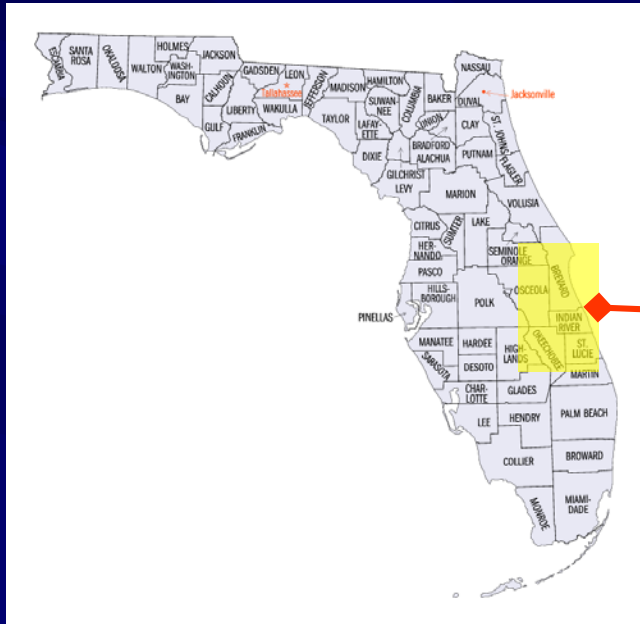 ESCAMBIA
SANTA
ROSA
OKALOOSA
WALTON
HOLMES
WASH-
INGTON
BAY
JACKSON
CALHOUN
GULF
GADSDEN
LIBERTY
FRANKLIN
LEON
Tallahassee
WAKULLA
JEFFERSON
MADISON
TAYLOR
HAMILTON
SUWAN-
NEE
LAFAY-
ETTE
DIXIE
COLUMBIA
UNION
BAKER
BRADFORD
ALACHUA
GILCHRIST
LEVY
NASSAU
DUVAL
Jacksonville
CLAY
ST. JOHNS
PUTNAM
FLAGLER
MARION
VOLUSIA
CITRUS
SUMTER
LAKE
HER-
NANDO
SEMINOLE
ORANGE
PASCO
BREVARD
OSCEOLA
HILLS-
BOROUGH
POLK
PINELLAS
INDIAN
RIVER
MANATEE
HARDEE
HIGH-
LANDS
OKEECHOBEE
ST.
LUCIE
SARASOTA
DESOTO
MARTIN
CHAR-
LOTTE
GLADES
LEE
HENDRY
PALM BEACH
COLLIER
BROWARD
MONROE
MIAMI-
DADE